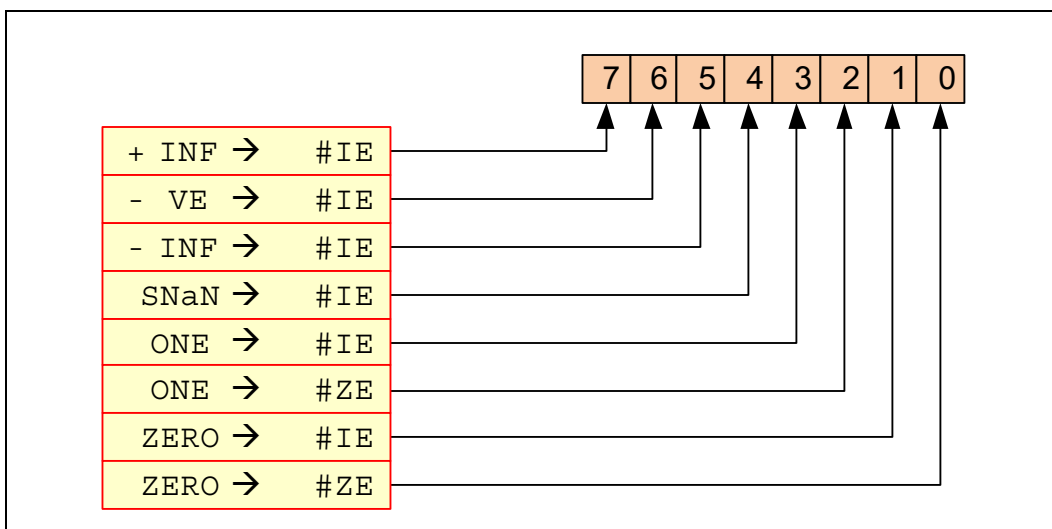 7 6 5 4 3 2 1 0
+ INF → #IE
- VE → #IE
- INF → #IE
SNaN → #IE
ONE → #IE
ONE → #ZE
ZERO → #IE
ZERO → #ZE